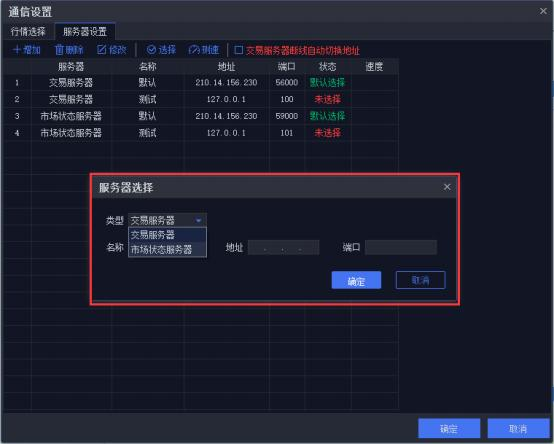 通信设置
行情选择 服务器设置
增加 删除 修改 选择 测速 交易服务器断线自动切换地址
服务器 名称 地址 端口 状态 速度
1 交易服务器 默认 210.14.156.230 56000 默认选择
2 交易服务器 测试 127.0.0.1 100 未选择
3 市场状态服务器 默认 210.14.156.230 59000 默认选择
4 市场状态服务器 测试 127.0.0.1 101 未选择
服务器选择
类型 交易服务器
交易服务器
名称 市场状态服务器 地址 . . . 端口
确定 取消
确定 取消